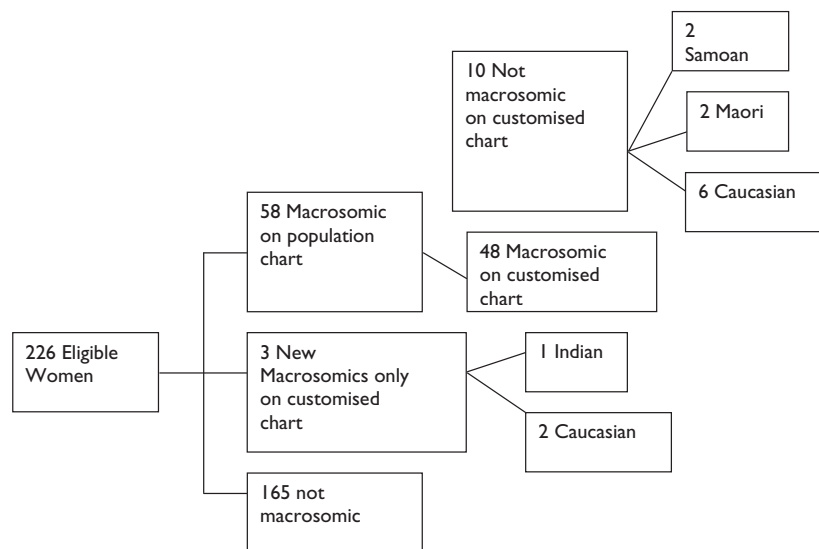 2
Samoan
10 Not
macrosomic
on customised
chart
2 Maori
6 Caucasian
58 Macrosomic
on population
chart
48 Macrosomic
on customised
chart
226 Eligible
Women
3 New
Macrosomics only
on customised
chart
1 Indian
2 Caucasian
165 not
macrosomic